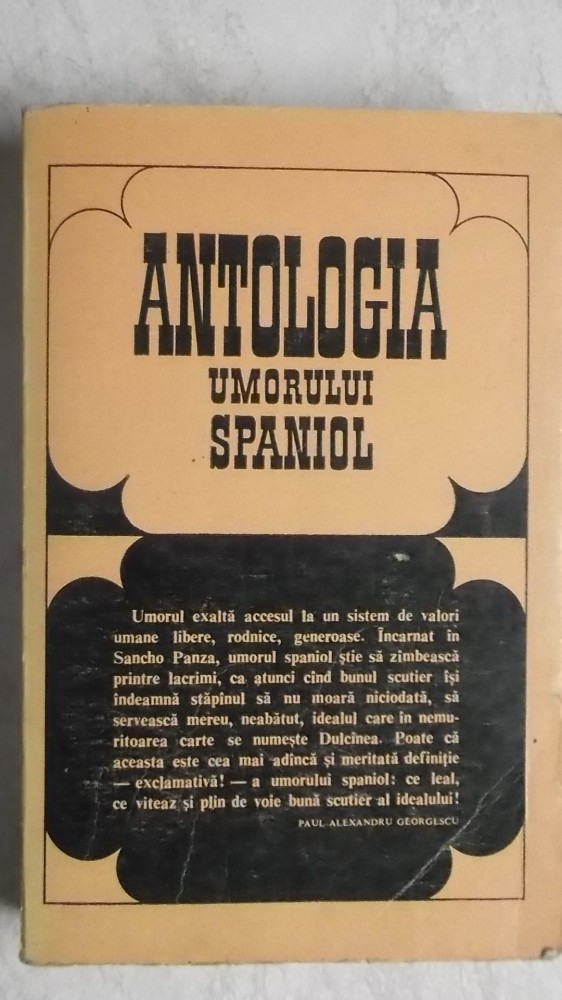 ANTOLOGIA
UMORULUI
SPANIOL
Umorul exaltă accesul la un sistem de valori
umane libere, rodnice, generoase. Încarnat în
Sancho Panza, umorul spaniol știe să zîmbească
printre lacrimi, ca atunci cînd bunul scutier își
îndeamnă stăpînul să nu moară niciodată, să
servească mereu, neabătut, idealul care în nemu-
ritoarea carte se numește Dulcinea. Poate că
aceasta este cea mai adîncă și meritată definiție
— exclamativă! — a umorului spaniol: ce leal,
ce viteaz și plin de voie bună scutier al idealului!
PAUL ALEXANDRU GEORGESCU